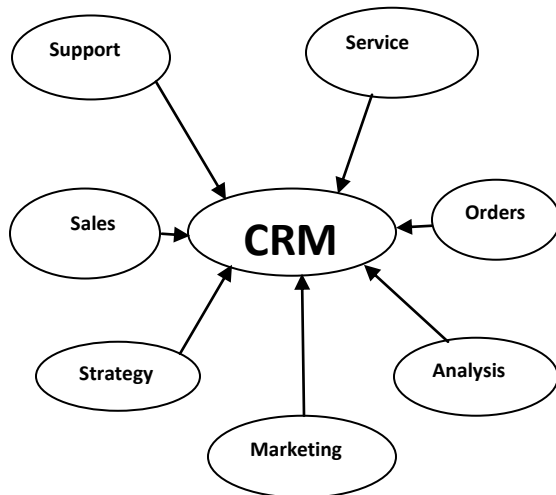 Support
Service
Sales
CRM
Orders
Strategy
Analysis
Marketing